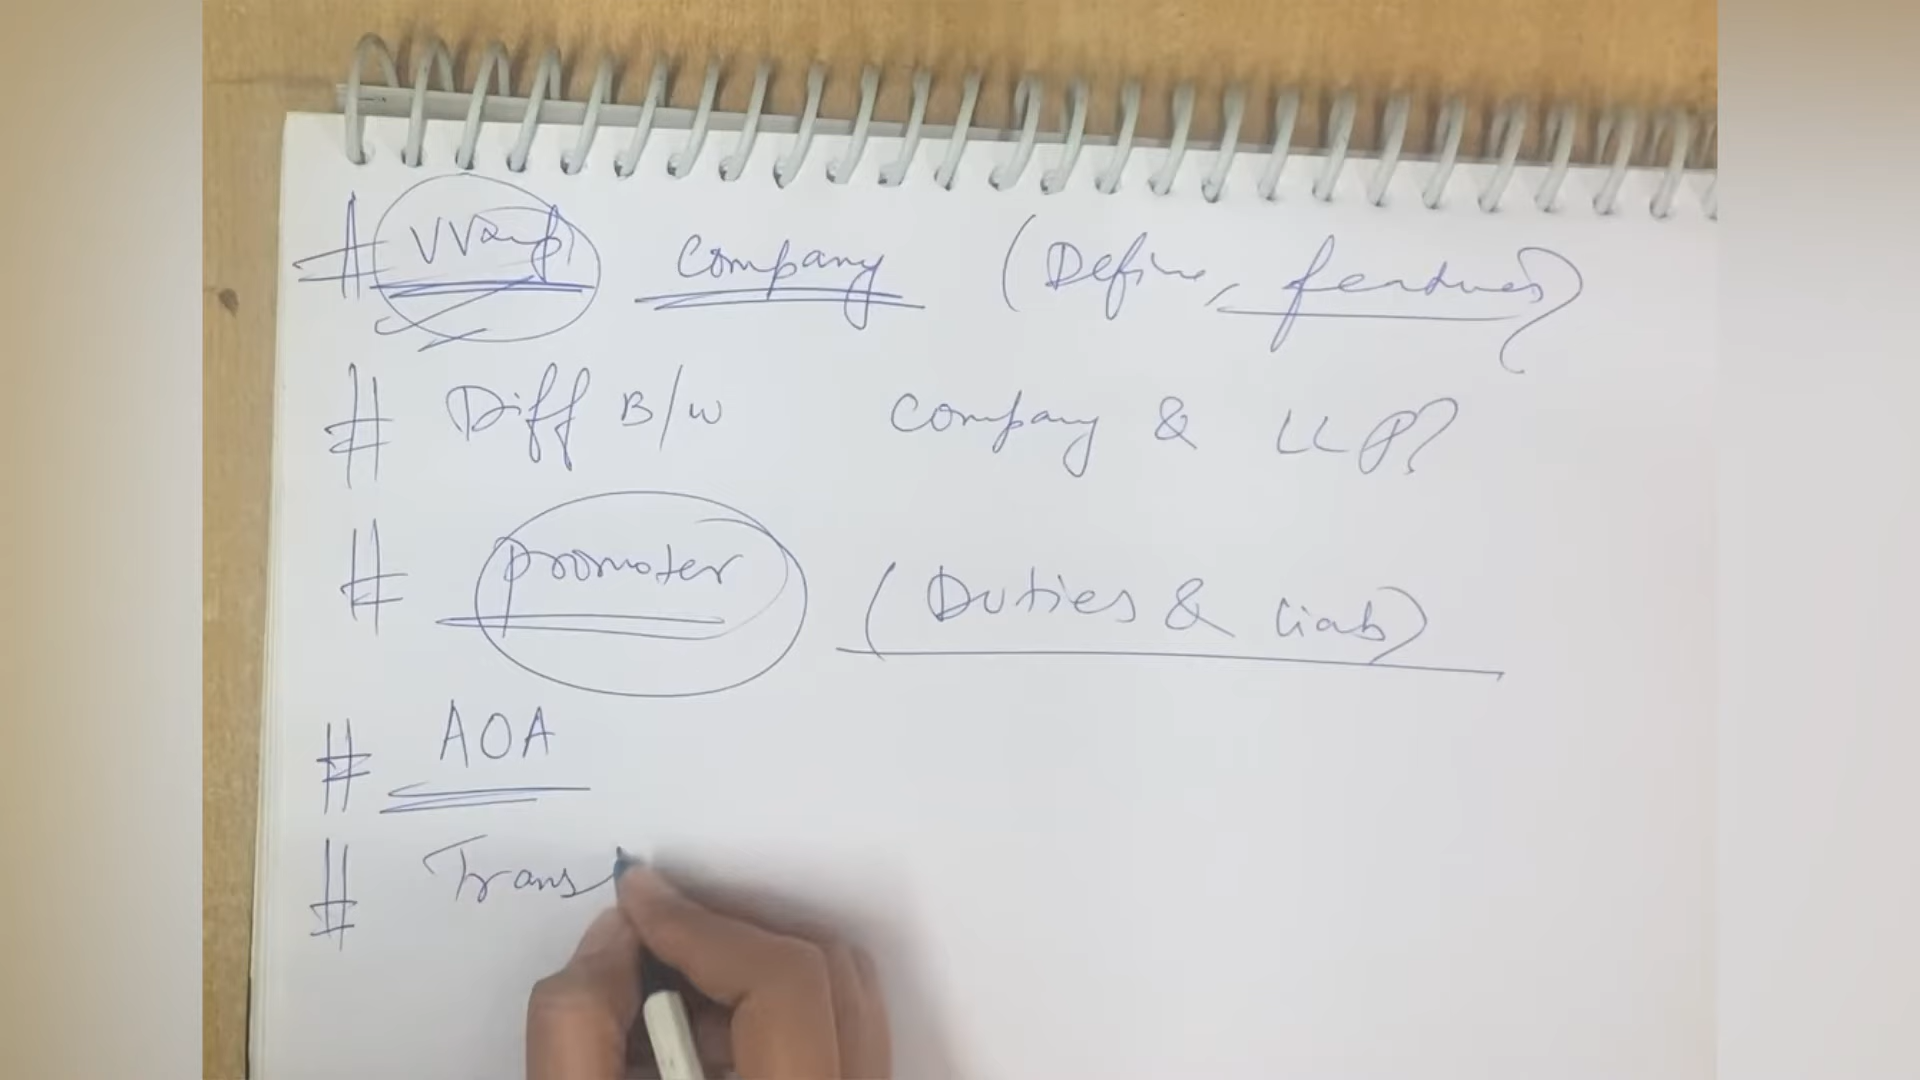 # VVImp Company (Define, features)
# Diff B/w Company & LLP?
# promoter (Duties & liab)
# AOA
# Trans